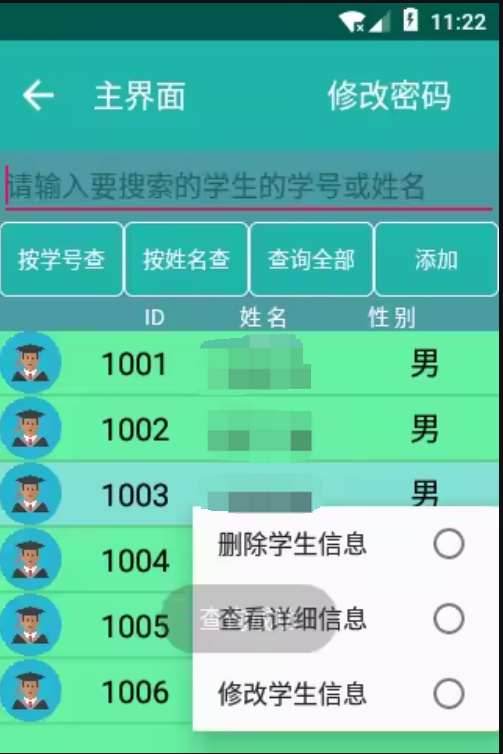 11:22
主界面 修改密码
请输入要搜索的学生的学号或姓名
按学号查 按姓名查 查询全部 添加
ID 姓名 性别
1001 男
1002 男
1003 男
删除学生信息
1004
查看详细信息
1005
修改学生信息
1006